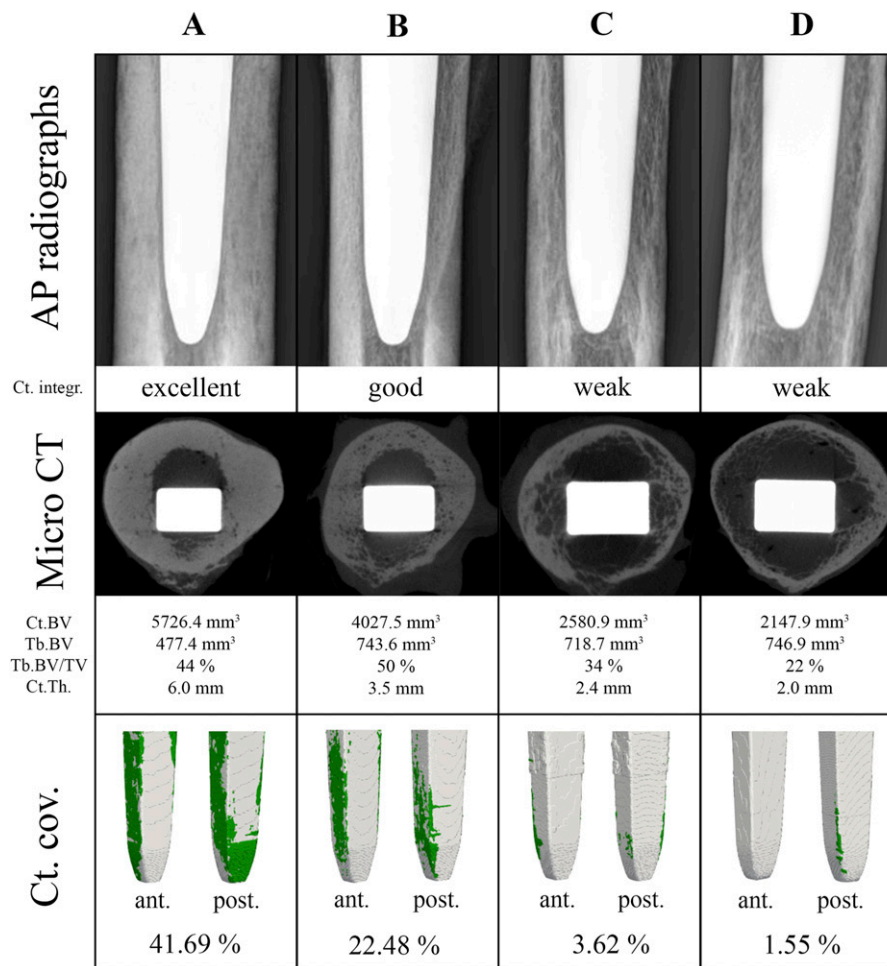 A B C D
AP radiographs
Ct. integr. excellent good weak weak
Micro CT
Ct.BV 5726.4 mm³ 4027.5 mm³ 2580.9 mm³ 2147.9 mm³
Tb.BV 477.4 mm³ 743.6 mm³ 718.7 mm³ 746.9 mm³
Tb.BV/TV 44 % 50 % 34 % 22 %
Ct.Th. 6.0 mm 3.5 mm 2.4 mm 2.0 mm
Ct. cov.
ant. post. ant. post. ant. post. ant. post.
41.69 % 22.48 % 3.62 % 1.55 %